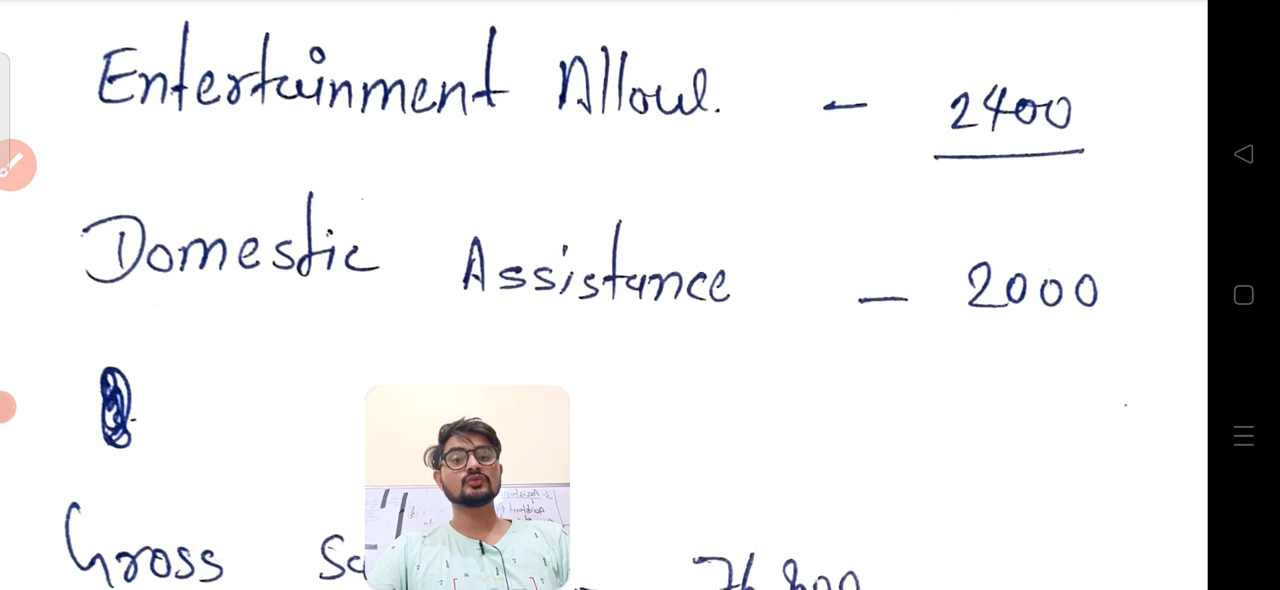 Entertainment Allow. - 2400
Domestic Assistance - 2000
Gross